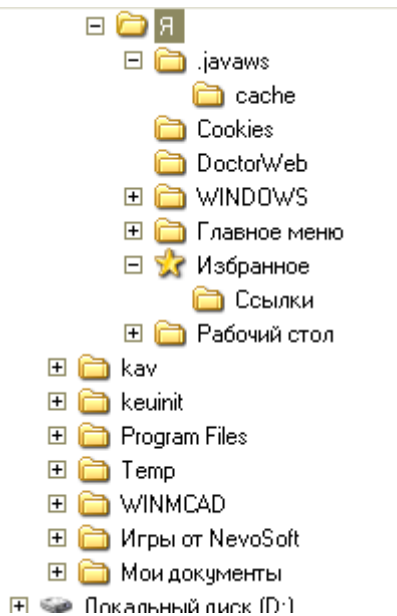 Я
.javaws
cache
Cookies
DoctorWeb
WINDOWS
Главное меню
Избранное
Ссылки
Рабочий стол
kav
keuinit
Program Files
Temp
WINMCAD
Игры от NevoSoft
Мои документы
Локальный диск (D:)